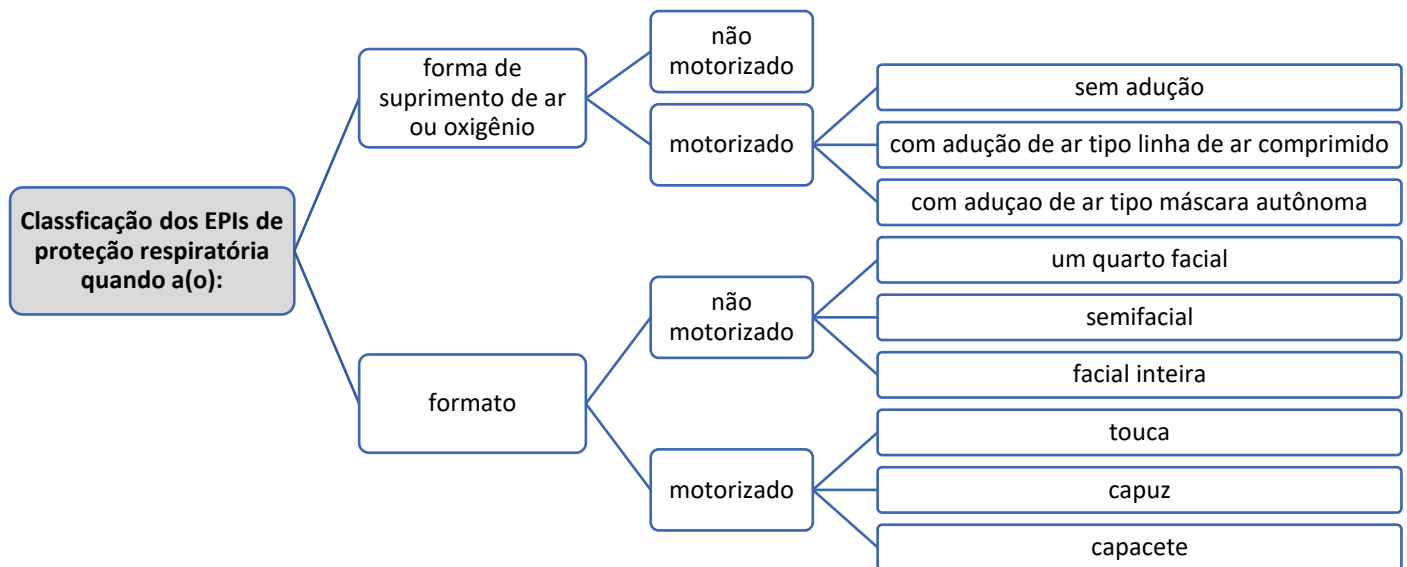 Classficação dos EPIs de
proteção respiratória
quando a(o):
forma de
suprimento de ar
ou oxigênio
não
motorizado
motorizado
sem adução
com adução de ar tipo linha de ar comprimido
com aduçao de ar tipo máscara autônoma
formato
não
motorizado
um quarto facial
semifacial
facial inteira
motorizado
touca
capuz
capacete